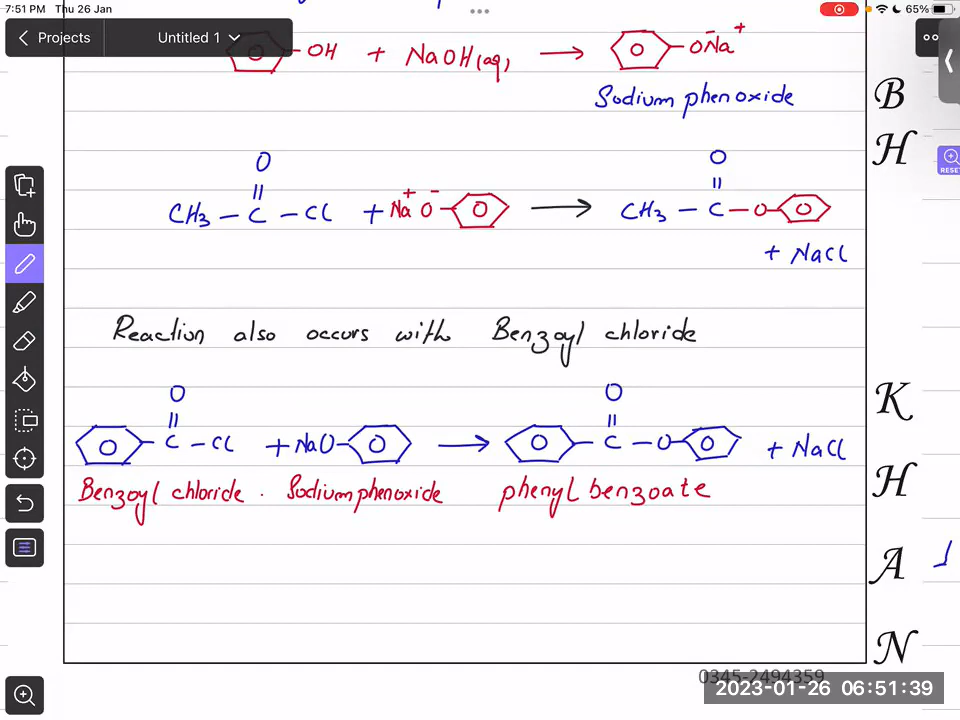 7:51 PM Thu 26 Jan
65%
Projects Untitled 1
OH + NaOH(aq) → ONa
- +
Sodium phenoxide
O O
|| + - ||
CH3 – C – Cl + Na O – → CH3 – C – O –
+ NaCl
Reaction also occurs with Benzoyl chloride
O O
|| ||
– C – Cl + NaO – → – C – O – + NaCl
Benzoyl chloride . Sodium phenoxide phenyl benzoate
B
H
RESET
K
H
A
N
0345-2494359
2023-01-26 06:51:39